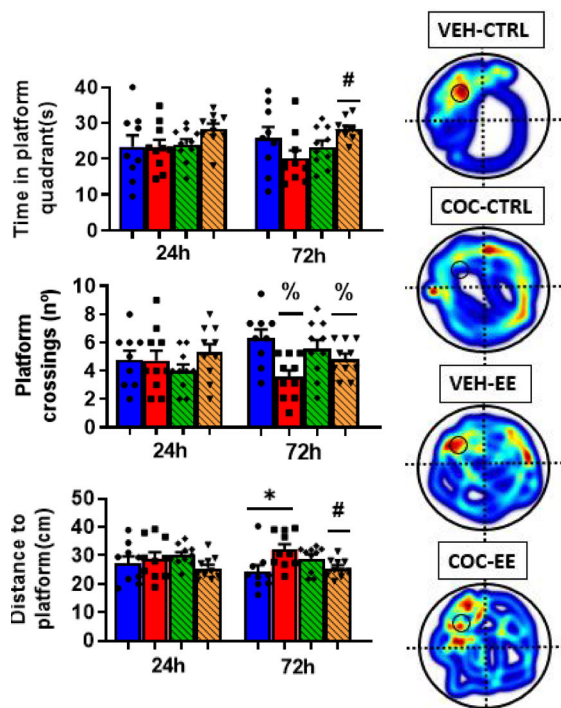 VEH-CTRL
Time in platform
quadrant(s)
40
30
20
10
0
#
24h
72h
COC-CTRL
Platform
crossings (nº)
10
8
6
4
2
0
%
%
24h
72h
VEH-EE
Distance to
platform(cm)
50
40
30
20
10
0
*
#
24h
72h
COC-EE